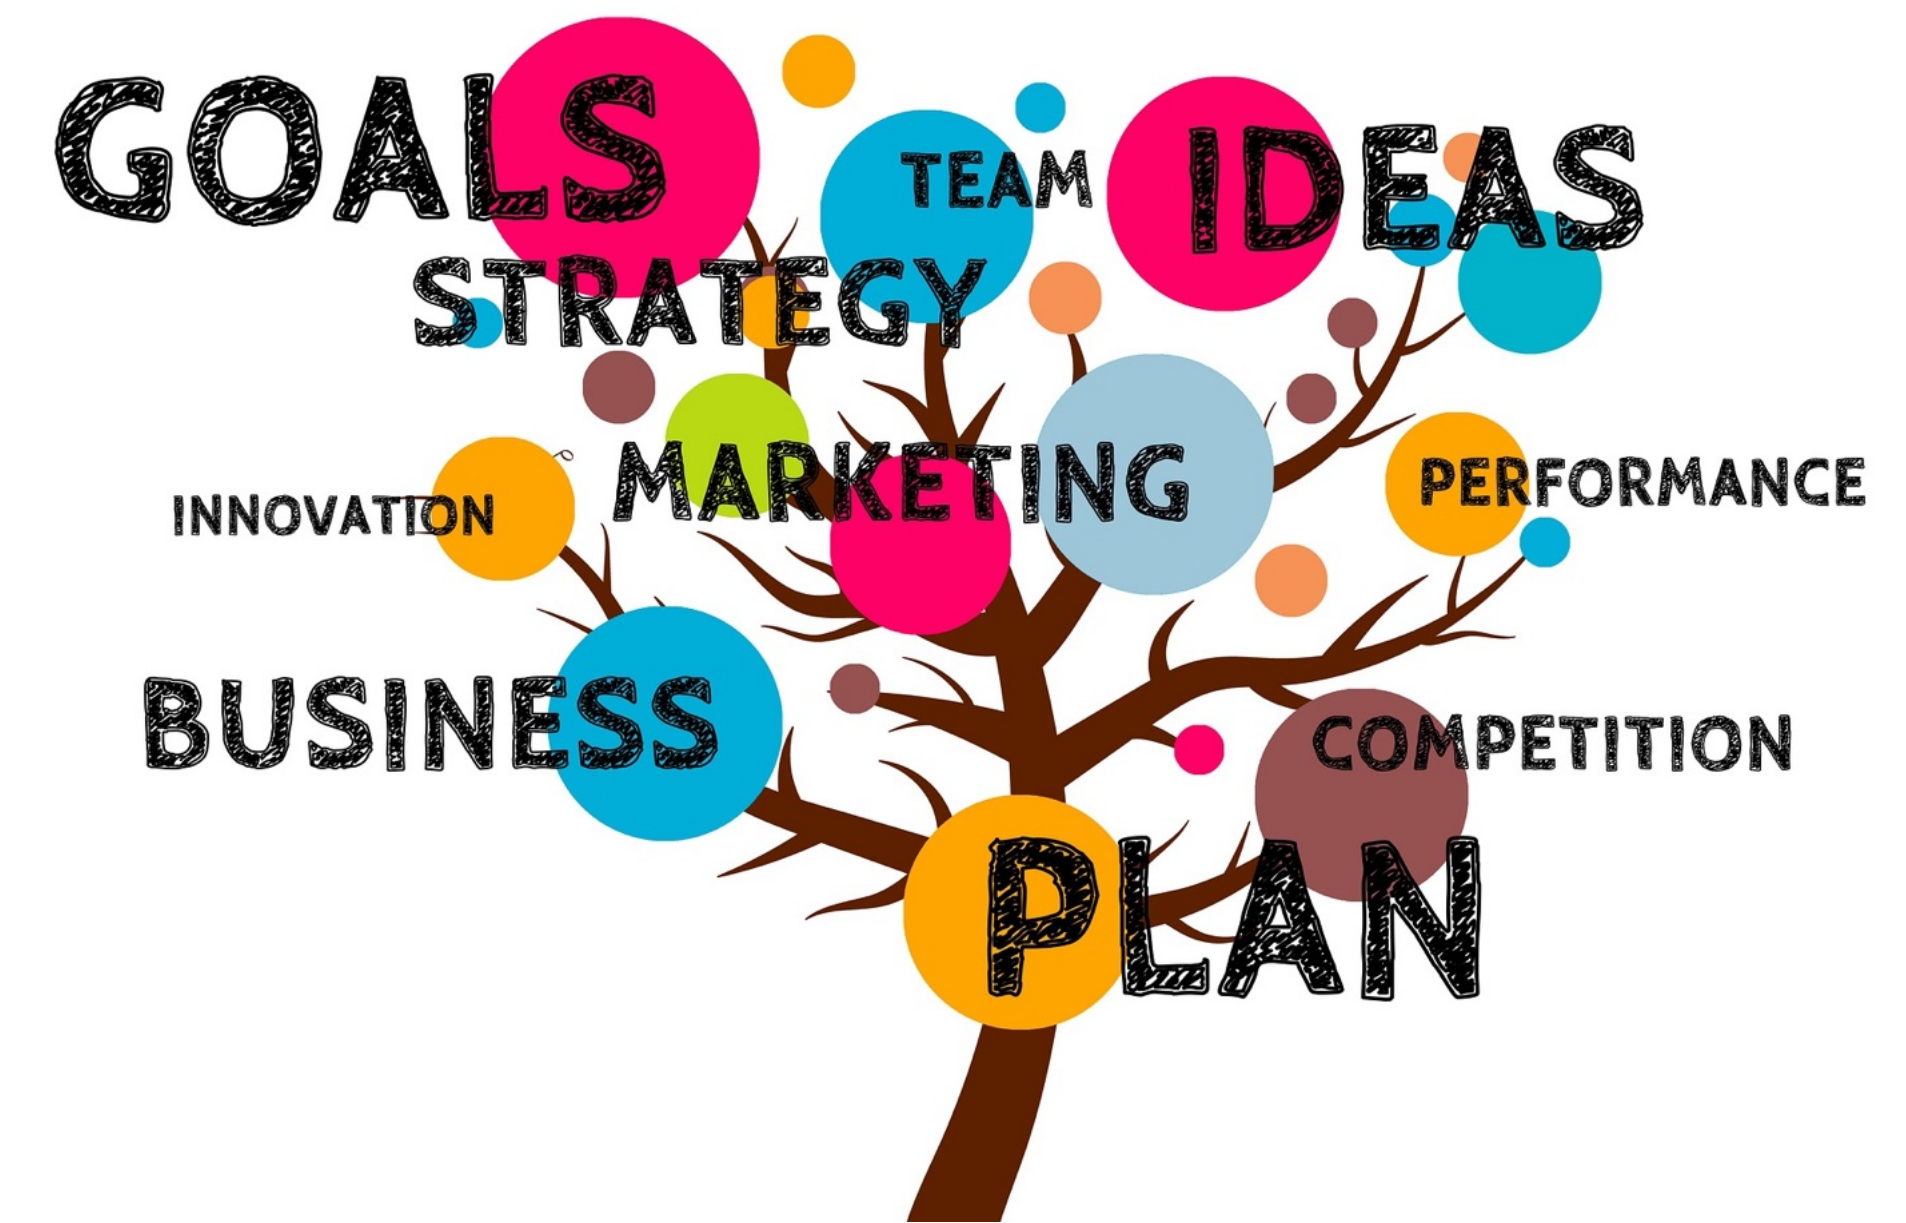 GOALS
TEAM
IDEAS
STRATEGY
MARKETING
PERFORMANCE
INNOVATION
BUSINESS
COMPETITION
PLAN